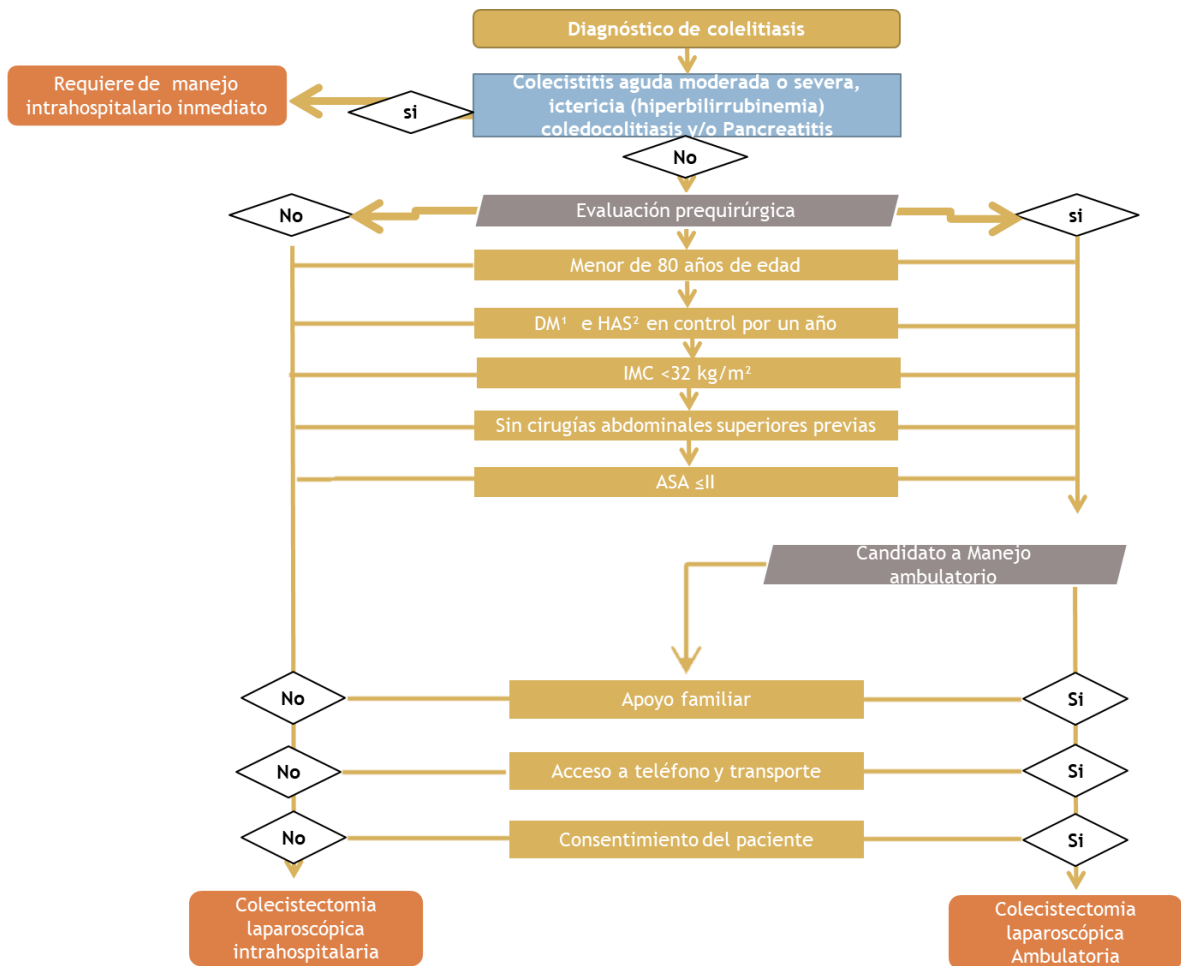 Diagnóstico de colelitiasis
Requiere de manejo
intrahospitalario inmediato
si
Colecistitis aguda moderada o severa,
ictericia (hiperbilirrubinemia)
coledocolitiasis y/o Pancreatitis
No
No
Evaluación prequirúrgica
si
Menor de 80 años de edad
DM¹ e HAS² en control por un año
IMC <32 kg/m²
Sin cirugías abdominales superiores previas
ASA ≤II
Candidato a Manejo
ambulatorio
No
Apoyo familiar
Si
No
Acceso a teléfono y transporte
Si
No
Consentimiento del paciente
Si
Colecistectomia
laparoscópica
intrahospitalaria
Colecistectomia
laparoscópica
Ambulatoria